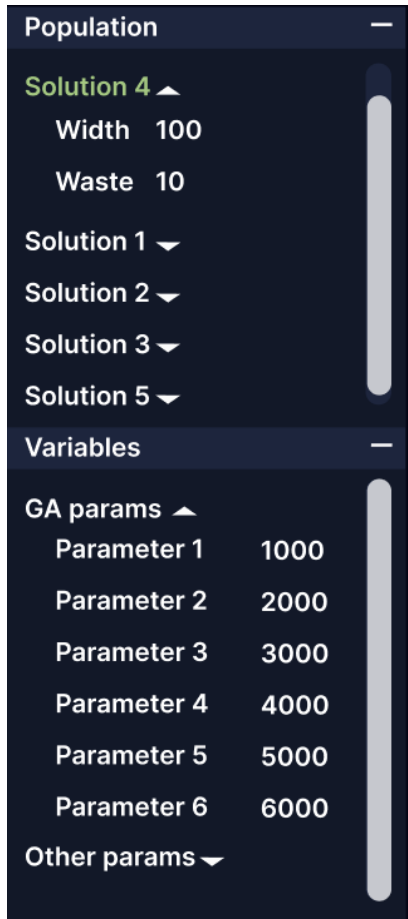 Population
Solution 4
Width 100
Waste 10
Solution 1
Solution 2
Solution 3
Solution 5
Variables
GA params
Parameter 1 1000
Parameter 2 2000
Parameter 3 3000
Parameter 4 4000
Parameter 5 5000
Parameter 6 6000
Other params